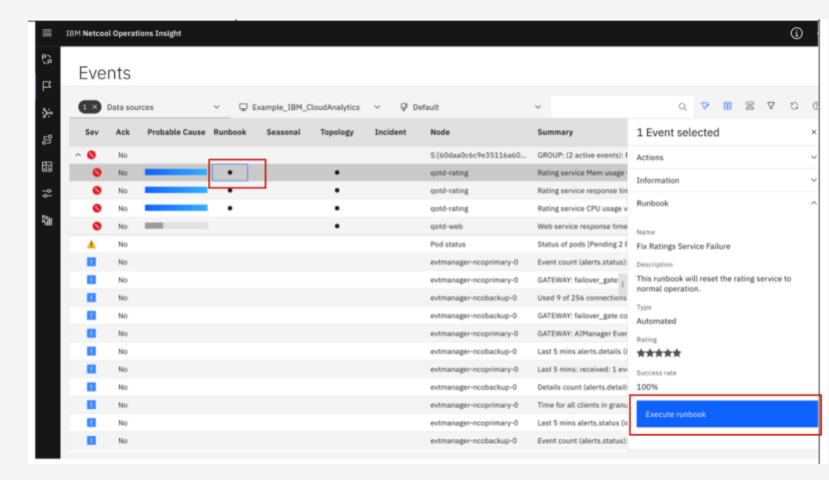 IBM Netcool Operations Insight
Events
1 × Data sources
Example_IBM_CloudAnalytics
Default
Sev Ack Probable Cause Runbook Seasonal Topology Incident Node Summary
No GROUP: (2 active events):
No qotd-rating Rating service Mem usage
No qotd-rating Rating service response tim
No qotd-rating Rating service CPU usage v
No qotd-web Web service response time
No Pod status Status of pods [Pending 2
No evtmanager-ncoprimary-0 Event count (alerts.status):
No evtmanager-ncoprimary-0 GATEWAY: failover_gate
No evtmanager-ncobackup-0 Used 9 of 256 connections
No evtmanager-ncobackup-0 GATEWAY: failover_gate co
No evtmanager-ncoprimary-0 GATEWAY: AIManager Even
No evtmanager-ncobackup-0 Last 5 mins alerts.details (i
No evtmanager-ncoprimary-0 Last 5 mins: received: 1 eve
No evtmanager-ncobackup-0 Details count (alerts.details
No evtmanager-ncoprimary-0 Time for all clients in granu
No evtmanager-ncoprimary-0 Last 5 mins alerts.status (in
No evtmanager-ncobackup-0 Event count (alerts.status):
1 Event selected ×
Actions
Information
Runbook
Name
Fix Ratings Service Failure
Description
This runbook will reset the rating service to
normal operation.
Type
Automated
Rating
★★★★★
Success rate
100%
Execute runbook